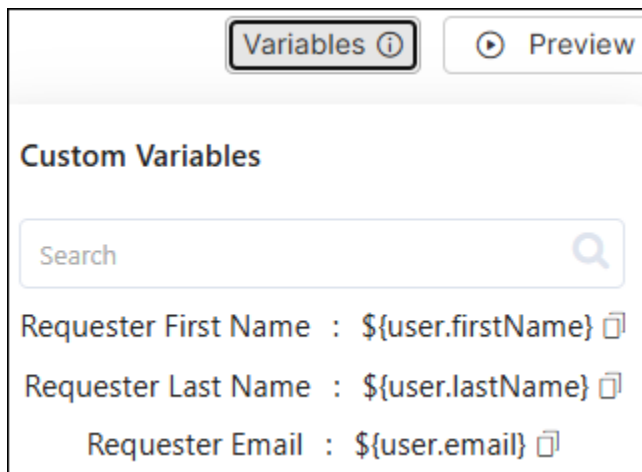 Variables Preview
Custom Variables
Search
Requester First Name : ${user.firstName}
Requester Last Name : ${user.lastName}
Requester Email : ${user.email}